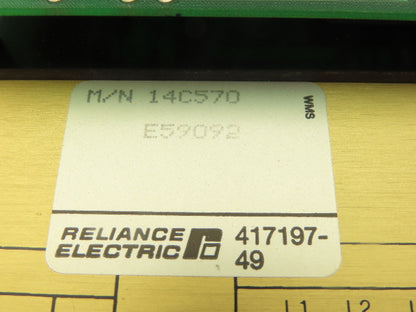 M/N 14C570
WMS
E59092
RELIANCE
ELECTRIC
417197-
49
L1 L2